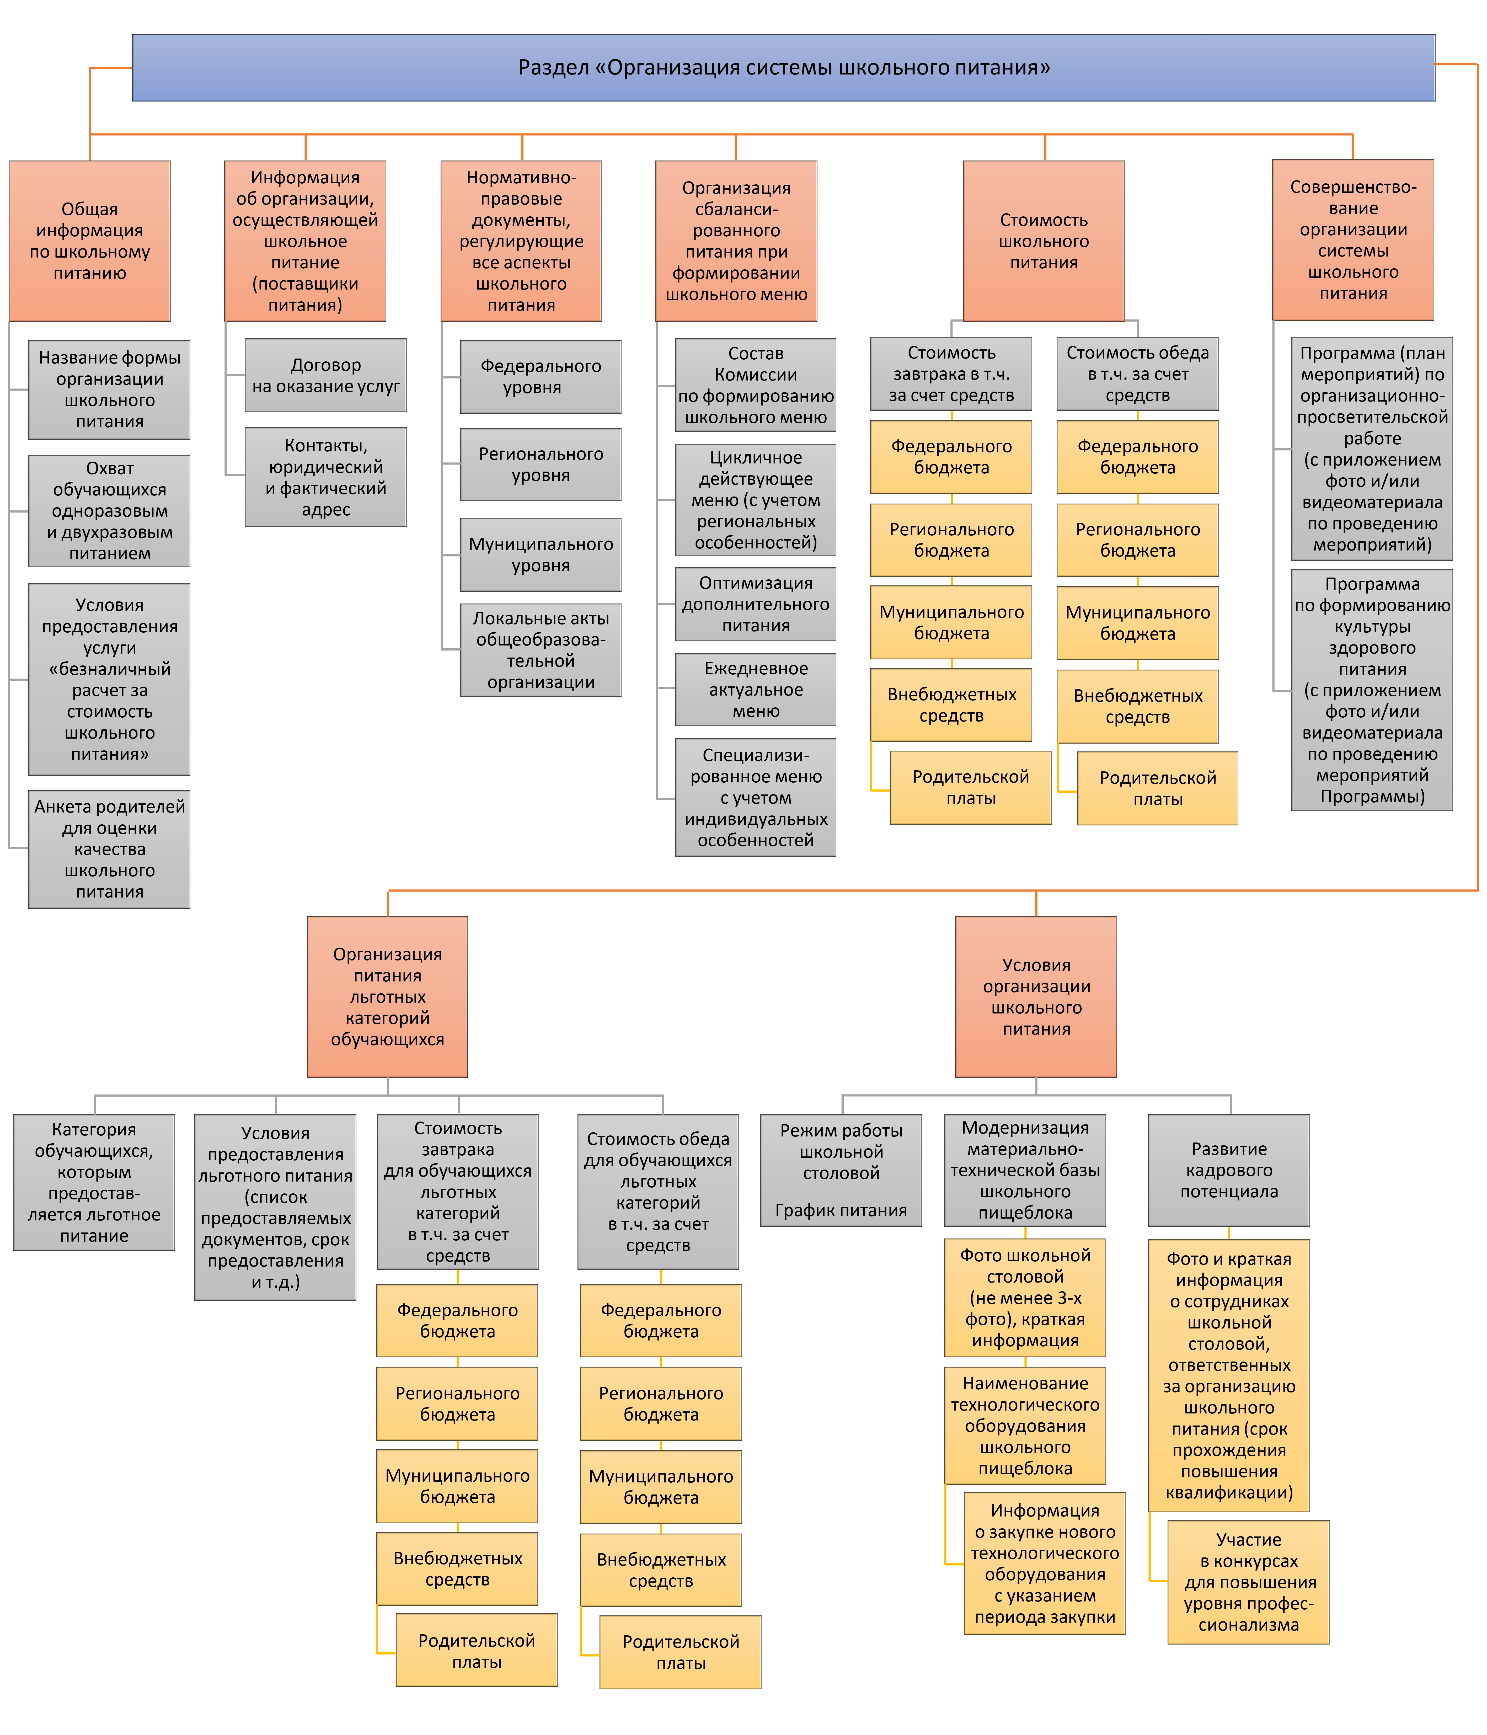 Раздел «Организация системы школьного питания»
Общая
информация
по школьному
питанию
Название формы
организации
школьного
питания
Охват
обучающихся
одноразовым
и двухразовым
питанием
Условия
предоставления
услуги
«безналичный
расчет за
стоимость
школьного
питания»
Анкета родителей
для оценки
качества
школьного
питания
Информация
об организации,
осуществляющей
школьное
питание
(поставщики
питания)
Договор
на оказание услуг
Контакты,
юридический
и фактический
адрес
Нормативно-
правовые
документы,
регулирующие
все аспекты
школьного
питания
Федерального
уровня
Регионального
уровня
Муниципального
уровня
Локальные акты
общеобразова-
тельной
организации
Организация
сбаланси-
рованного
питания при
формировании
школьного меню
Состав
Комиссии
по формированию
школьного меню
Цикличное
действующее
меню (с учетом
региональных
особенностей)
Оптимизация
дополнительного
питания
Ежедневное
актуальное
меню
Специализи-
рованное меню
с учетом
индивидуальных
особенностей
Стоимость
школьного
питания
Стоимость
завтрака в т.ч.
за счет средств
Федерального
бюджета
Регионального
бюджета
Муниципального
бюджета
Внебюджетных
средств
Родительской
платы
Стоимость обеда
в т.ч. за счет
средств
Федерального
бюджета
Регионального
бюджета
Муниципального
бюджета
Внебюджетных
средств
Родительской
платы
Совершенство-
вание
организации
системы
школьного
питания
Программа (план
мероприятий) по
организационно-
просветительской
работе
(с приложением
фото и/или
видеоматериала
по проведению
мероприятий)
Программа
по формированию
культуры
здорового
питания
(с приложением
фото и/или
видеоматериала
по проведению
мероприятий
Программы)
Организация
питания
льготных
категорий
обучающихся
Категория
обучающихся,
которым
предостав-
ляется льготное
питание
Условия
предоставления
льготного питания
(список
предоставляемых
документов, срок
предоставления
и т.д.)
Стоимость
завтрака
для обучающихся
льготных
категорий
в т.ч. за счет
средств
Федерального
бюджета
Регионального
бюджета
Муниципального
бюджета
Внебюджетных
средств
Родительской
платы
Стоимость обеда
для обучающихся
льготных
категорий
в т.ч. за счет
средств
Федерального
бюджета
Регионального
бюджета
Муниципального
бюджета
Внебюджетных
средств
Родительской
платы
Условия
организации
школьного
питания
Режим работы
школьной
столовой
График питания
Модернизация
материально-
технической базы
школьного
пищеблока
Фото школьной
столовой
(не менее 3-х
фото), краткая
информация
Наименование
технологического
оборудования
школьного
пищеблока
Информация
о закупке нового
технологического
оборудования
с указанием
периода закупки
Развитие
кадрового
потенциала
Фото и краткая
информация
о сотрудниках
школьной
столовой,
ответственных
за организацию
школьного
питания (срок
прохождения
повышения
квалификации)
Участие
в конкурсах
для повышения
уровня профес-
сионализма